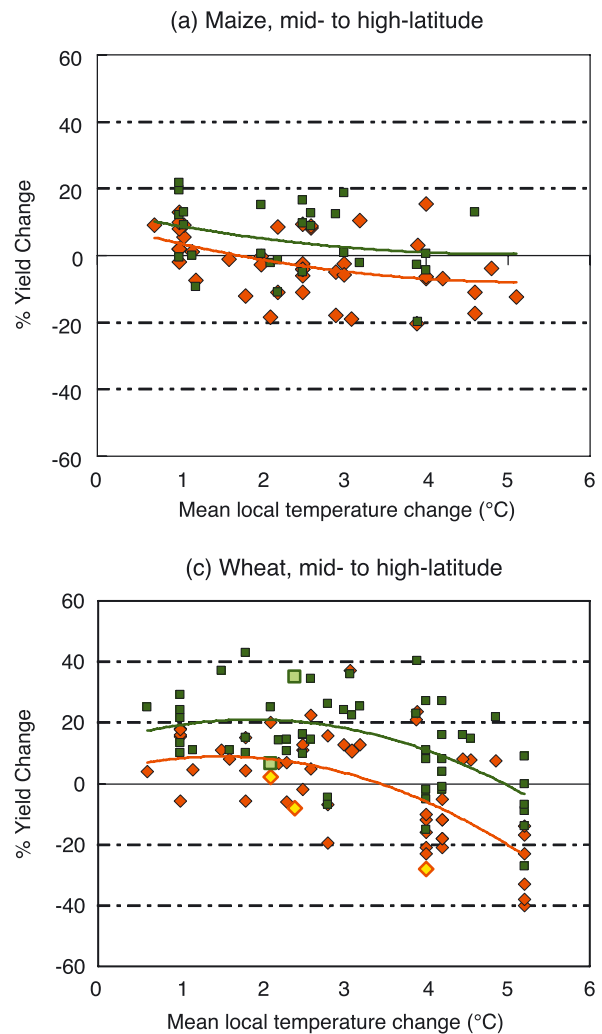 (a) Maize, mid- to high-latitude
60
40
20
0
-20
-40
-60
% Yield Change
0 1 2 3 4 5 6
Mean local temperature change (°C)
(c) Wheat, mid- to high-latitude
60
40
20
0
-20
-40
-60
% Yield Change
0 1 2 3 4 5 6
Mean local temperature change (°C)